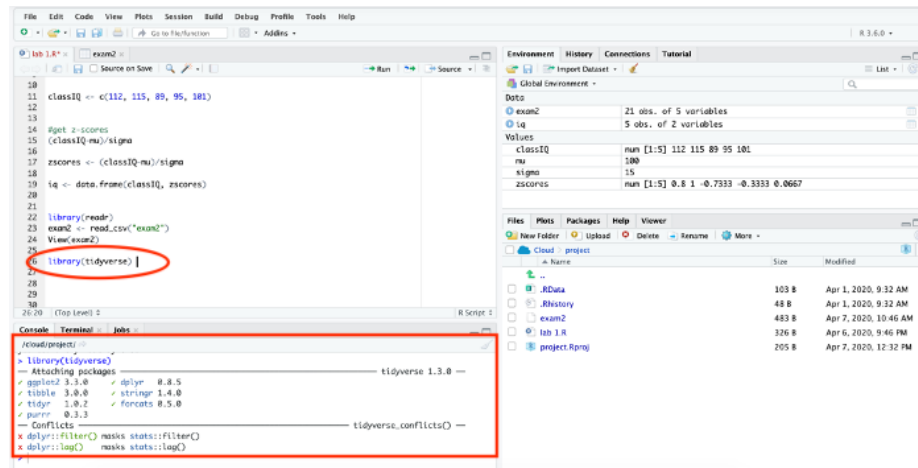 File Edit Code View Plots Session Build Debug Profile Tools Help
Go to file/function Addins R 3.6.0
lab 1.R* exam2
Source on Save Run Source
10
11 classIQ <- c(112, 115, 89, 95, 101)
12
13
14 #get z-scores
15 (classIQ-mu)/sigma
16
17 zscores <- (classIQ-mu)/sigma
18
19 iq <- data.frame(classIQ, zscores)
20
21
22 library(readr)
23 exam2 <- read_csv("exam2")
24 View(exam2)
25
26 library(tidyverse)
27
28
29
30
26:20 (Top Level) R Script
Console Terminal Jobs
/cloud/project/
> library(tidyverse)
— Attaching packages — tidyverse 1.3.0 —
✓ ggplot2 3.3.0 ✓ dplyr 0.8.5
✓ tibble 3.0.0 ✓ stringr 1.4.0
✓ tidyr 1.0.2 ✓ forcats 0.5.0
✓ purrr 0.3.3
— Conflicts — tidyverse_conflicts() —
x dplyr::filter() masks stats::filter()
x dplyr::lag() masks stats::lag()
>
Environment History Connections Tutorial
Import Dataset List
Global Environment
Data
exam2 21 obs. of 5 variables
iq 5 obs. of 2 variables
Values
classIQ num [1:5] 112 115 89 95 101
mu 100
sigma 15
zscores num [1:5] 0.8 1 -0.7333 -0.3333 0.0667
Files Plots Packages Help Viewer
New Folder Upload Delete Rename More
Cloud project
Name Size Modified
..
.RData 103 B Apr 1, 2020, 9:32 AM
.Rhistory 48 B Apr 1, 2020, 9:32 AM
exam2 483 B Apr 7, 2020, 10:46 AM
lab 1.R 326 B Apr 6, 2020, 9:46 PM
project.Rproj 205 B Apr 7, 2020, 12:32 PM